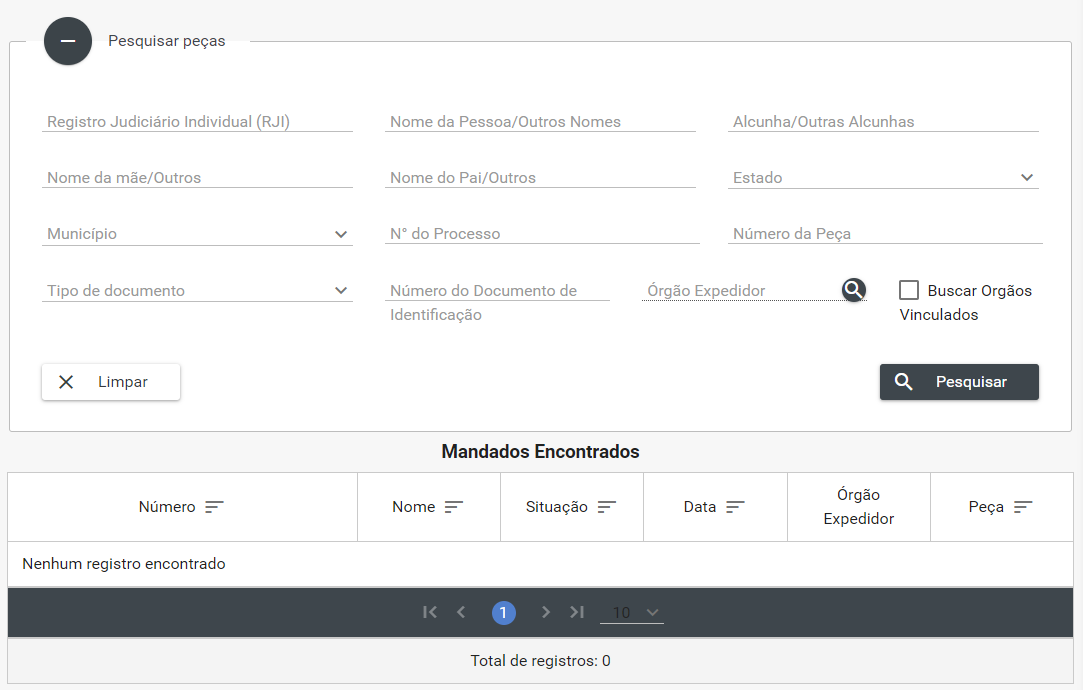 Pesquisar peças
Registro Judiciário Individual (RJI)
Nome da Pessoa/Outros Nomes
Alcunha/Outras Alcunhas
Nome da mãe/Outros
Nome do Pai/Outros
Estado
Município
N° do Processo
Número da Peça
Tipo de documento
Número do Documento de
Identificação
Órgão Expedidor
Buscar Orgãos
Vinculados
Limpar
Pesquisar
Mandados Encontrados
Número
Nome
Situação
Data
Órgão
Expedidor
Peça
Nenhum registro encontrado
1
10
Total de registros: 0